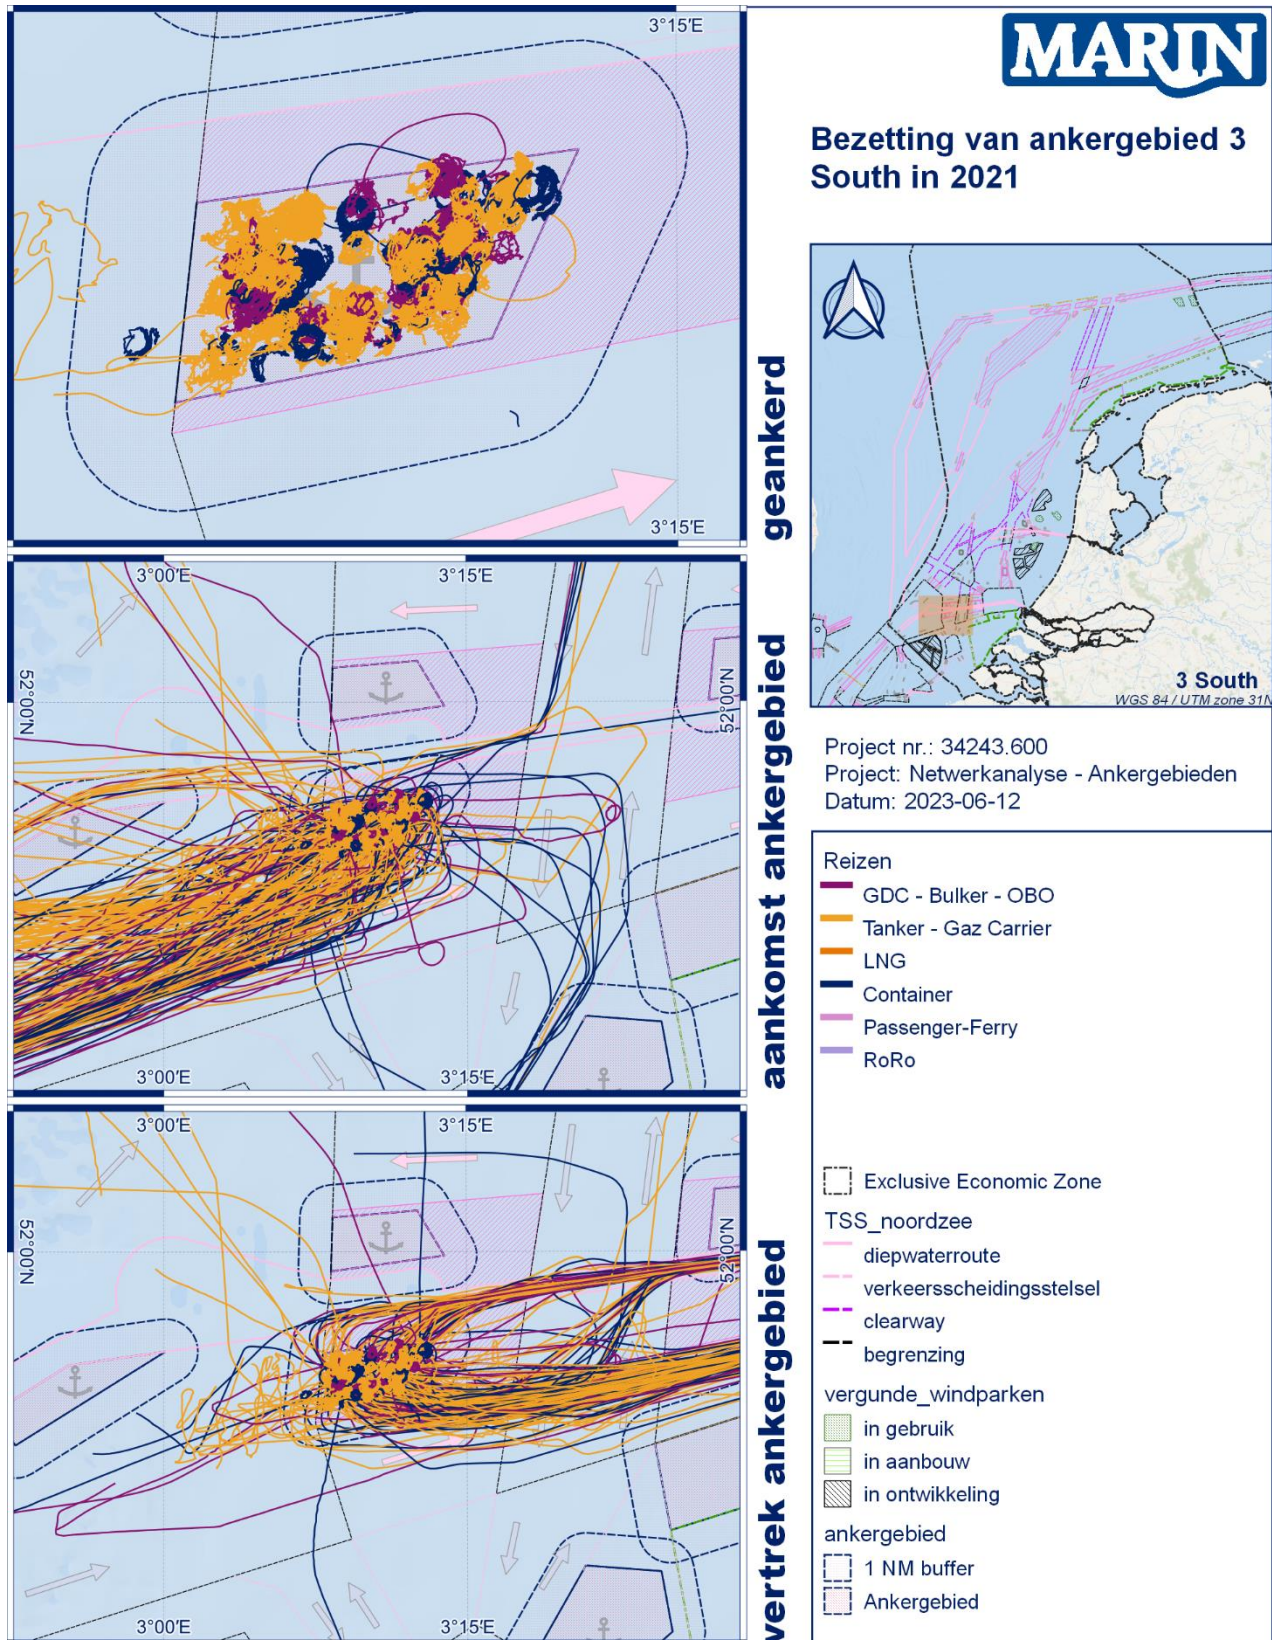 MARIN
Bezetting van ankergebied 3
South in 2021
3°15'E
3°15'E
geankerd
3 South
WGS 84 / UTM zone 31N
Project nr.: 34243.600
Project: Netwerkanalyse - Ankergebieden
Datum: 2023-06-12
3°00'E
3°15'E
52°00'N
52°00'N
3°00'E
3°15'E
aankomst ankergebied
Reizen
GDC - Bulker - OBO
Tanker - Gaz Carrier
LNG
Container
Passenger-Ferry
RoRo
Exclusive Economic Zone
TSS_noordzee
diepwaterroute
verkeersscheidingsstelsel
clearway
begrenzing
vergunde_windparken
in gebruik
in aanbouw
in ontwikkeling
ankergebied
1 NM buffer
Ankergebied
3°00'E
3°15'E
52°00'N
52°00'N
3°00'E
3°15'E
vertrek ankergebied